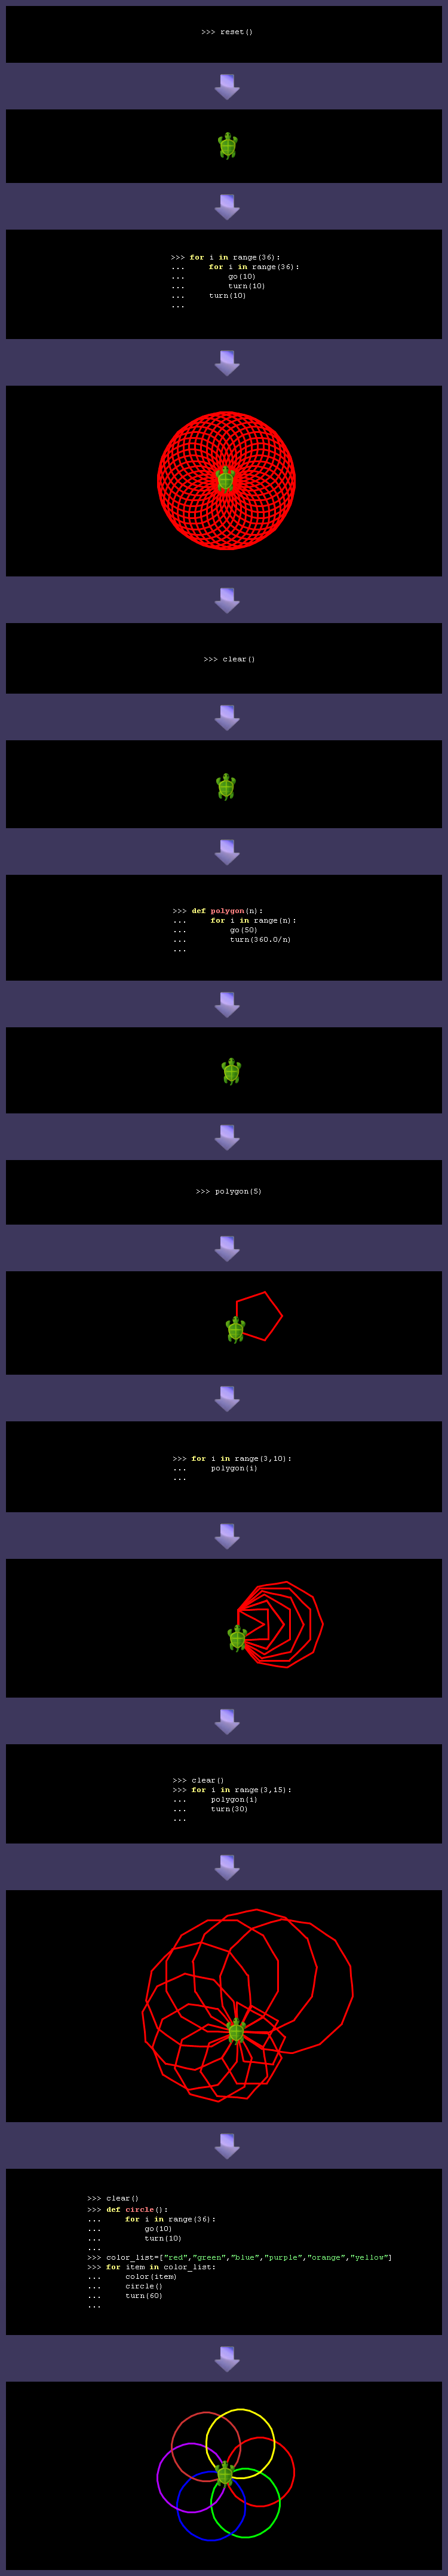 >>> reset()
>>> for i in range(36):
...     for i in range(36):
...         go(10)
...         turn(10)
...     turn(10)
...
>>> clear()
>>> def polygon(n):
...     for i in range(n):
...         go(50)
...         turn(360.0/n)
...
>>> polygon(5)
>>> for i in range(3,10):
...     polygon(i)
...
>>> clear()
>>> for i in range(3,15):
...     polygon(i)
...     turn(30)
...
>>> clear()
>>> def circle():
...     for i in range(36):
...         go(10)
...         turn(10)
...
>>> color_list=["red","green","blue","purple","orange","yellow"]
>>> for item in color_list:
...     color(item)
...     circle()
...     turn(60)
...